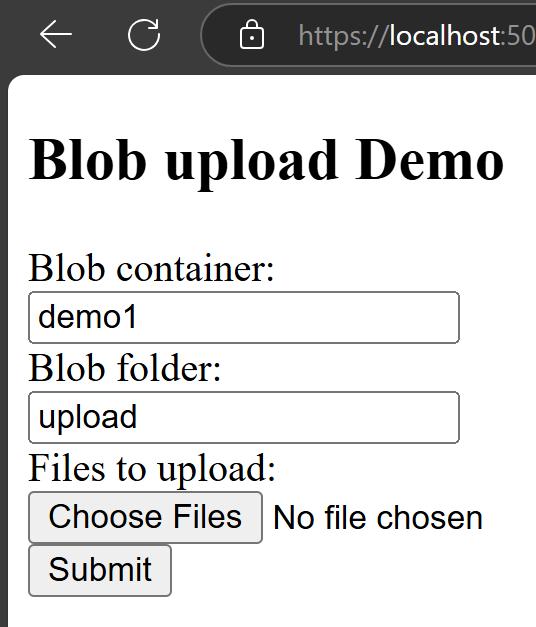 https://localhost:50
Blob upload Demo
Blob container:
demo1
Blob folder:
upload
Files to upload:
Choose Files No file chosen
Submit